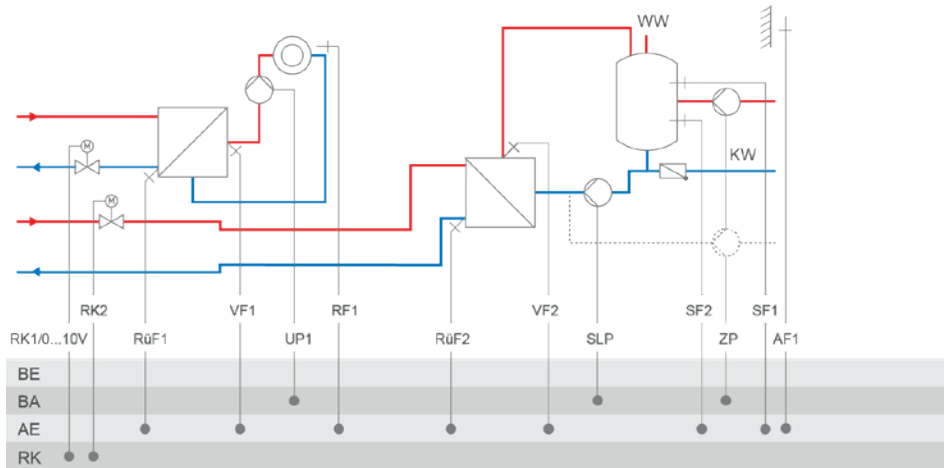 WW
M
KW
M
RK2 VF1 RF1 VF2 SF2 SF1
RK1/0...10V RüF1 UP1 RüF2 SLP ZP AF1
BE
BA
AE
RK